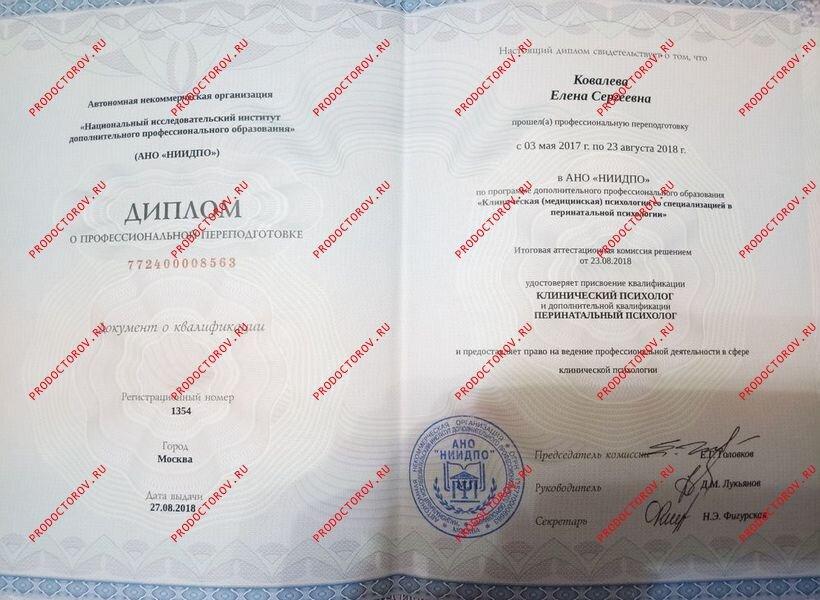 Автономная некоммерческая организация
«Национальный исследовательский институт
дополнительного профессионального образования»
(АНО «НИИДПО»)
ДИПЛОМ
О ПРОФЕССИОНАЛЬНОЙ ПЕРЕПОДГОТОВКЕ
772400008563
Документ о квалификации
Регистрационный номер
1354
Город
Москва
Дата выдачи
27.08.2018
Настоящий диплом свидетельствует о том, что
Ковалева
Елена Сергеевна
прошел(а) профессиональную переподготовку
с 03 мая 2017 г. по 23 августа 2018 г.
в АНО «НИИДПО»
по программе дополнительного профессионального образования
«Клиническая (медицинская) психология со специализацией в
перинатальной психологии»
Итоговая аттестационная комиссия решением
от 23.08.2018
удостоверяет присвоение квалификации
КЛИНИЧЕСКИЙ ПСИХОЛОГ
и дополнительной квалификации
ПЕРИНАТАЛЬНЫЙ ПСИХОЛОГ
и предоставляет право на ведение профессиональной деятельности в сфере
клинической психологии
АНО
"НИИДПО"
МОСКВА
Председатель комиссии Е.Г. Головков
Руководитель Д.М. Лукьянов
Секретарь Н.Э. Фигурская
PRODOCTOROV.RU